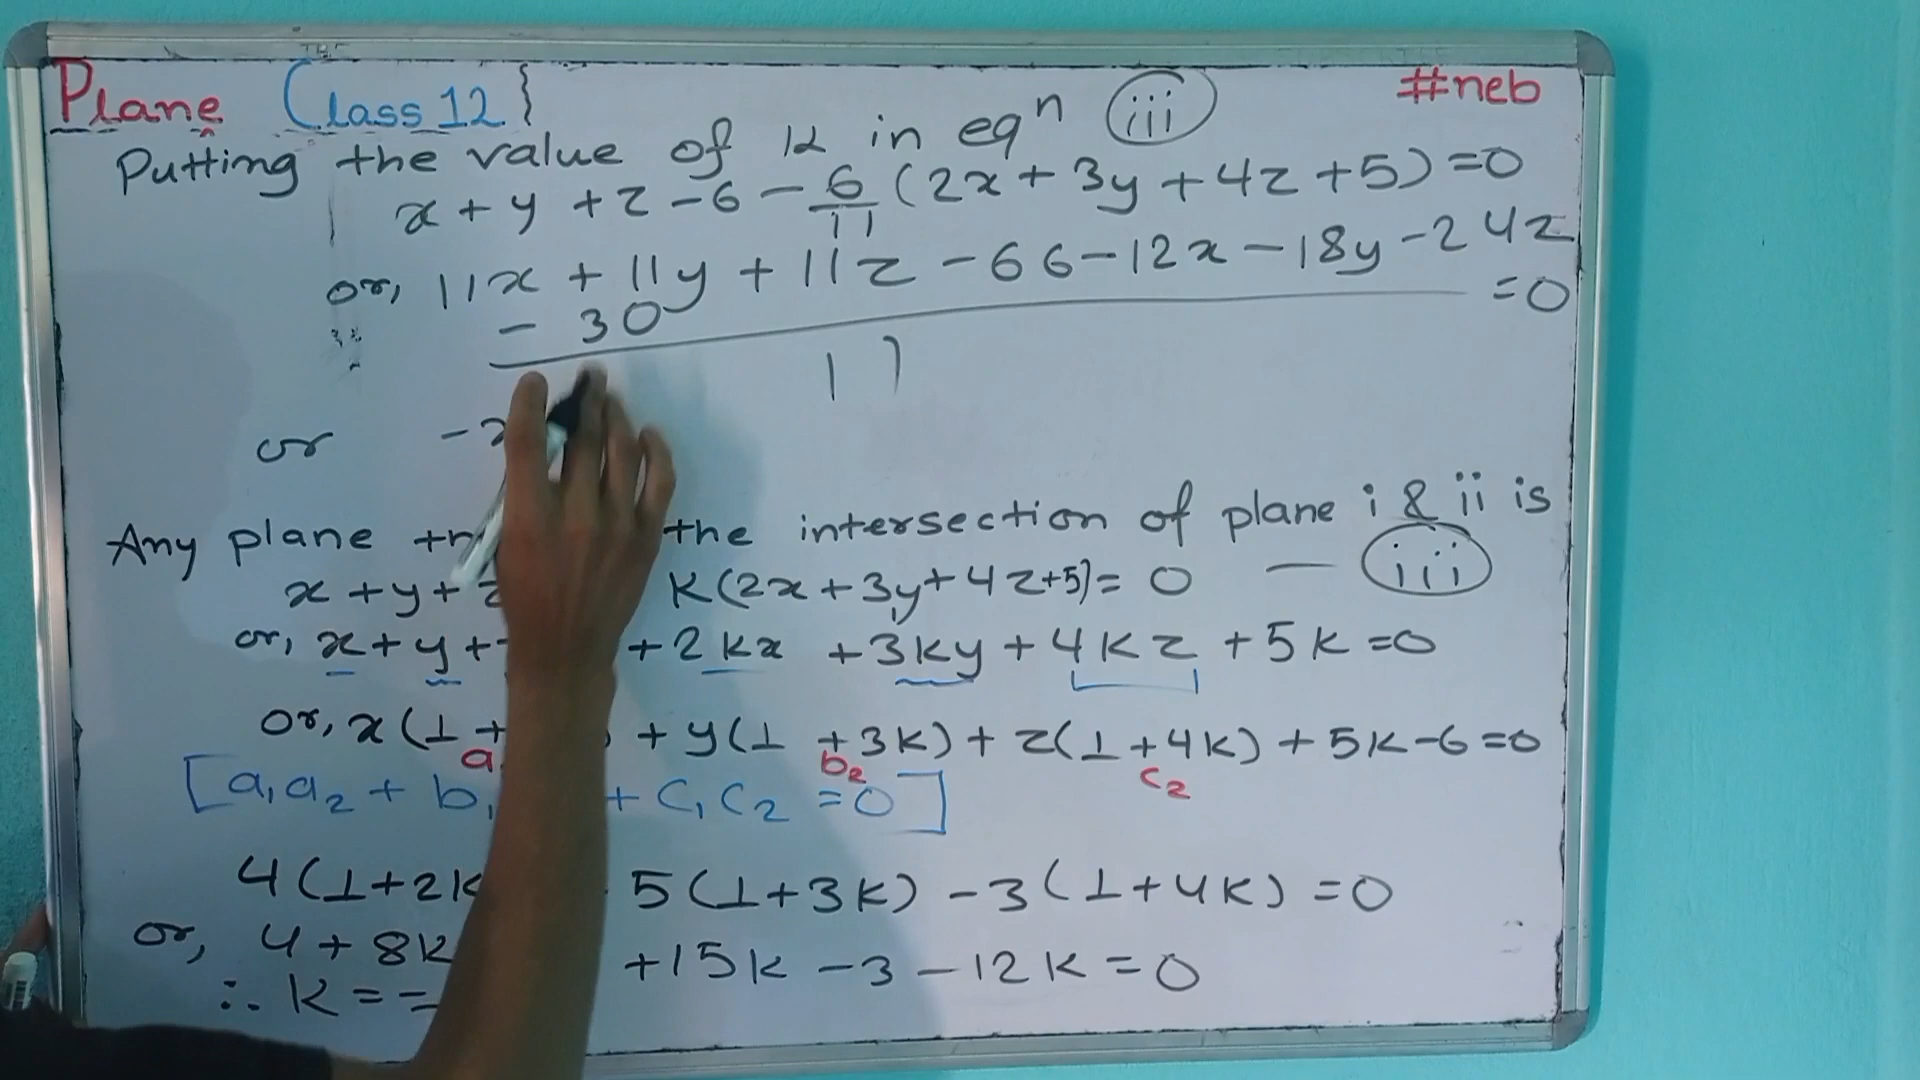 Plane Class 12} #neb
Putting the value of k in eqⁿ (iii)
x + y + z - 6 - 6/11 (2x + 3y + 4z + 5) = 0
or, 11x + 11y + 11z - 66 - 12x - 18y - 24z
- 30 = 0
11
or - x
Any plane the intersection of plane i & ii is
x + y + z K(2x + 3y + 4z + 5) = 0 — (iii)
or, x + y + + 2kx + 3ky + 4kz + 5k = 0
or, x(1 + ) + y(1 + 3k) + z(1 + 4k) + 5k - 6 = 0
a b₂ c₂
[a₁a₂ + b₁ + c₁c₂ = 0]
4(1 + 2k 5(1 + 3k) - 3(1 + 4k) = 0
or, 4 + 8k + 15k - 3 - 12k = 0
∴ K = -